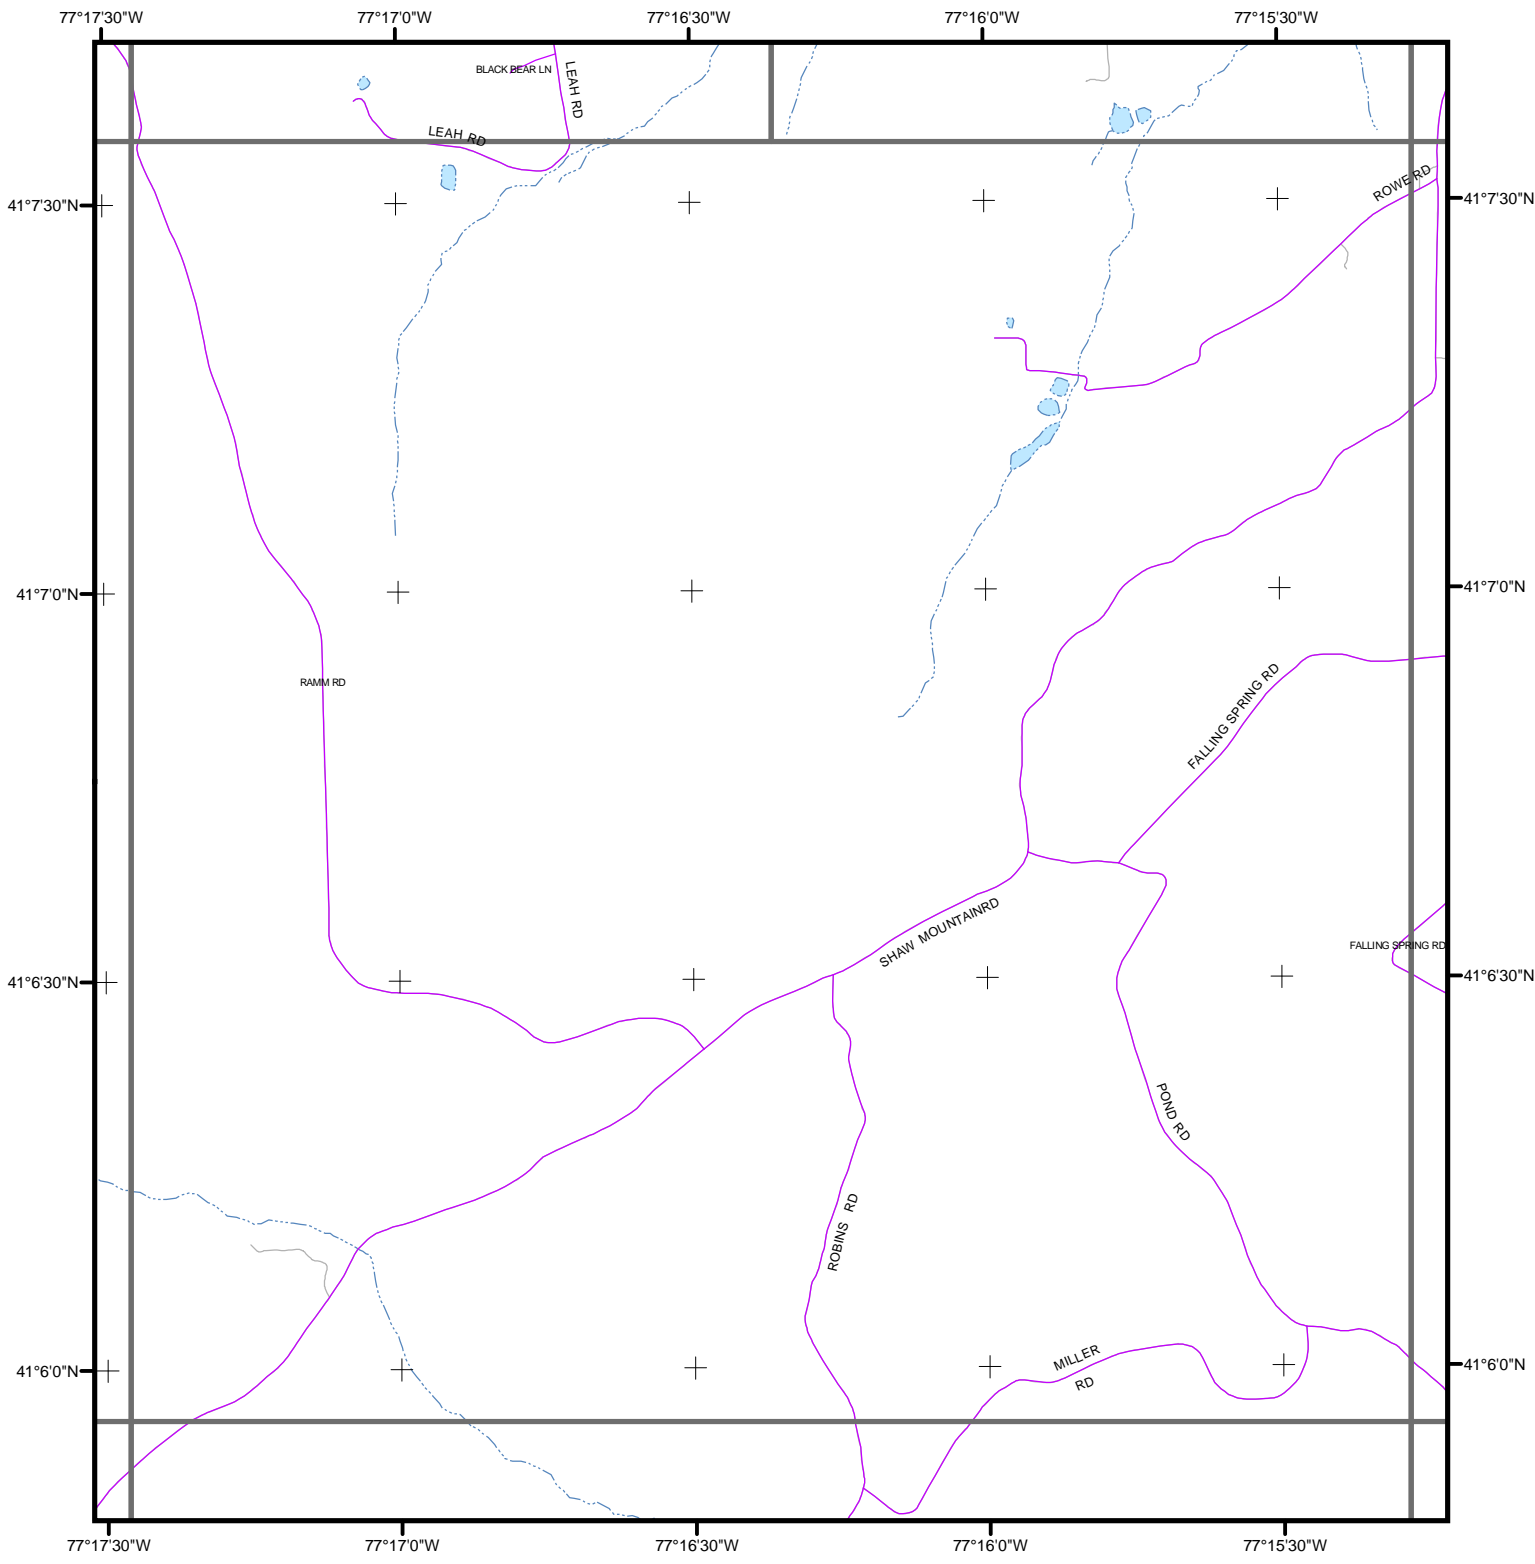 77°17'30"W 77°17'0"W 77°16'30"W 77°16'0"W 77°15'30"W
BLACK BEAR LN
LEAH RD
LEAH RD
ROWE RD
41°7'30"N 41°7'30"N
41°7'0"N 41°7'0"N
RAMM RD
FALLING SPRING RD
SHAW MOUNTAINRD
FALLING SPRING RD
41°6'30"N 41°6'30"N
POND RD
ROBINS RD
MILLER
RD
41°6'0"N 41°6'0"N
77°17'30"W 77°17'0"W 77°16'30"W 77°16'0"W 77°15'30"W